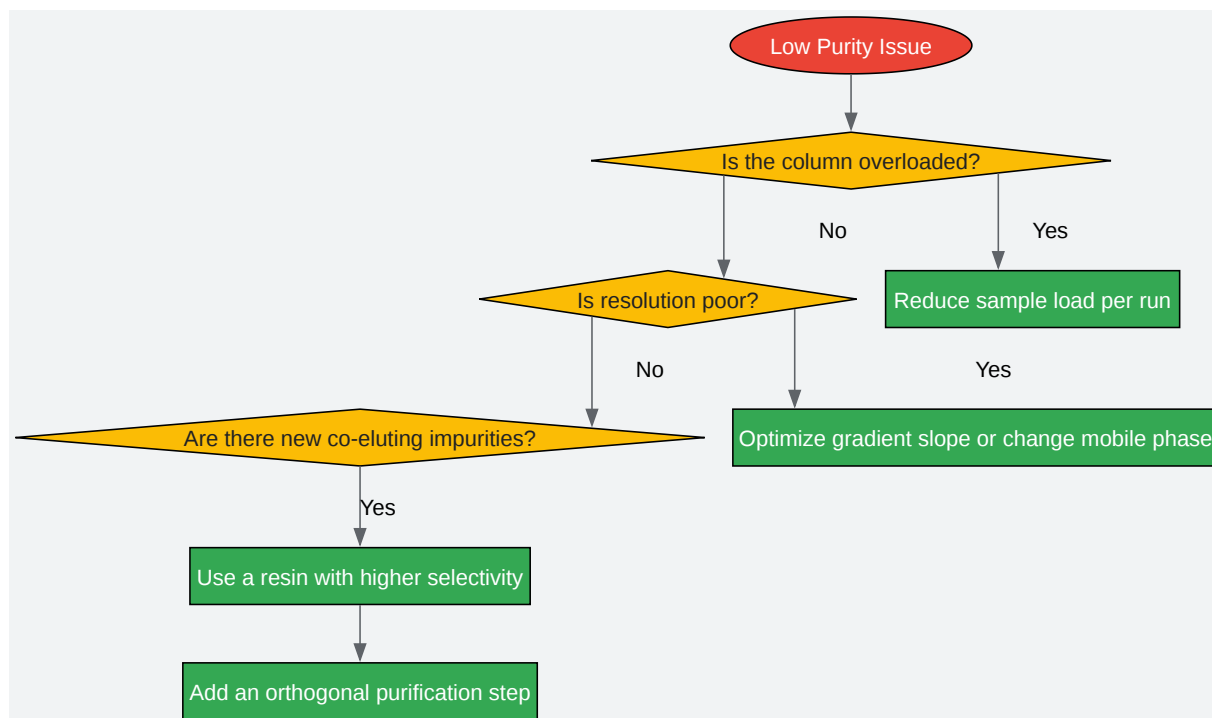 Low Purity Issue
Is the column overloaded?
No
Yes
Is resolution poor?
Reduce sample load per run
No
Yes
Are there new co-eluting impurities?
Optimize gradient slope or change mobile phase
Yes
Use a resin with higher selectivity
Add an orthogonal purification step